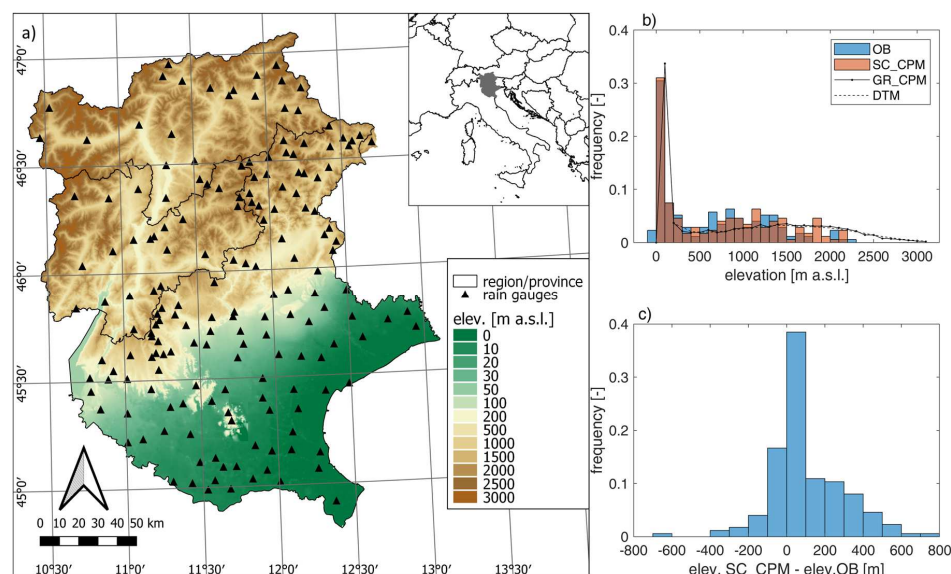 a)
47°0'
46°30'
46°0'
45°30'
45°0'
10°30'
11°0'
11°30'
12°0'
12°30'
13°0'
13°30'
0 10 20 30 40 50 km
region/province
rain gauges
elev. [m a.s.l.]
0
10
20
30
50
100
200
500
1000
1500
2000
2500
3000
b)
0.4
0.3
0.2
0.1
0
frequency [-]
OB
SC_CPM
GR_CPM
DTM
0 500 1000 1500 2000 2500 3000
elevation [m a.s.l.]
c)
0.4
0.3
0.2
0.1
0
frequency [-]
-800 -600 -400 -200 0 200 400 600 800
elev. SC_CPM - elev.OB [m]